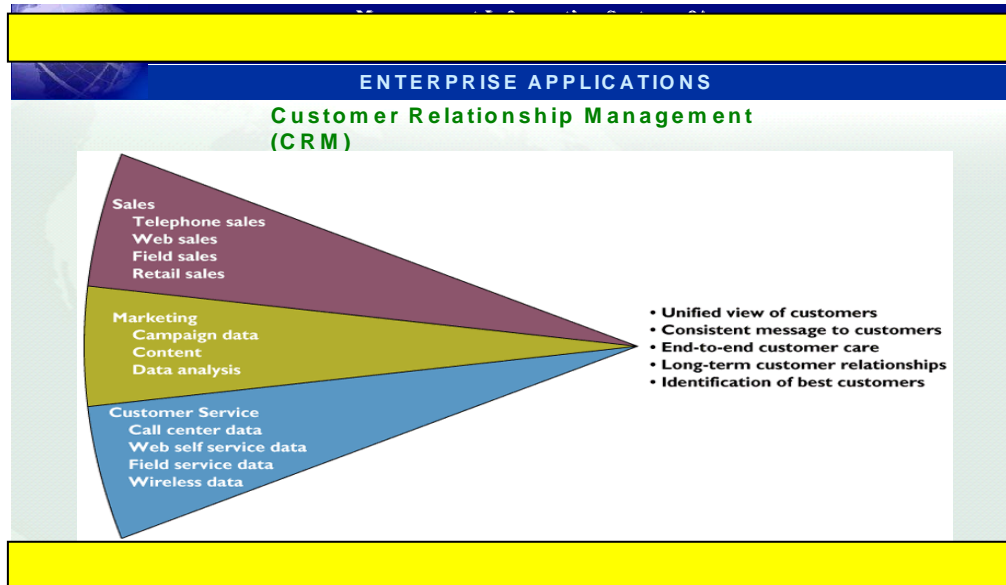 ENTERPRISE APPLICATIONS
Customer Relationship Management
(CRM)
Sales
Telephone sales
Web sales
Field sales
Retail sales
Marketing
Campaign data
Content
Data analysis
Customer Service
Call center data
Web self service data
Field service data
Wireless data
• Unified view of customers
• Consistent message to customers
• End-to-end customer care
• Long-term customer relationships
• Identification of best customers